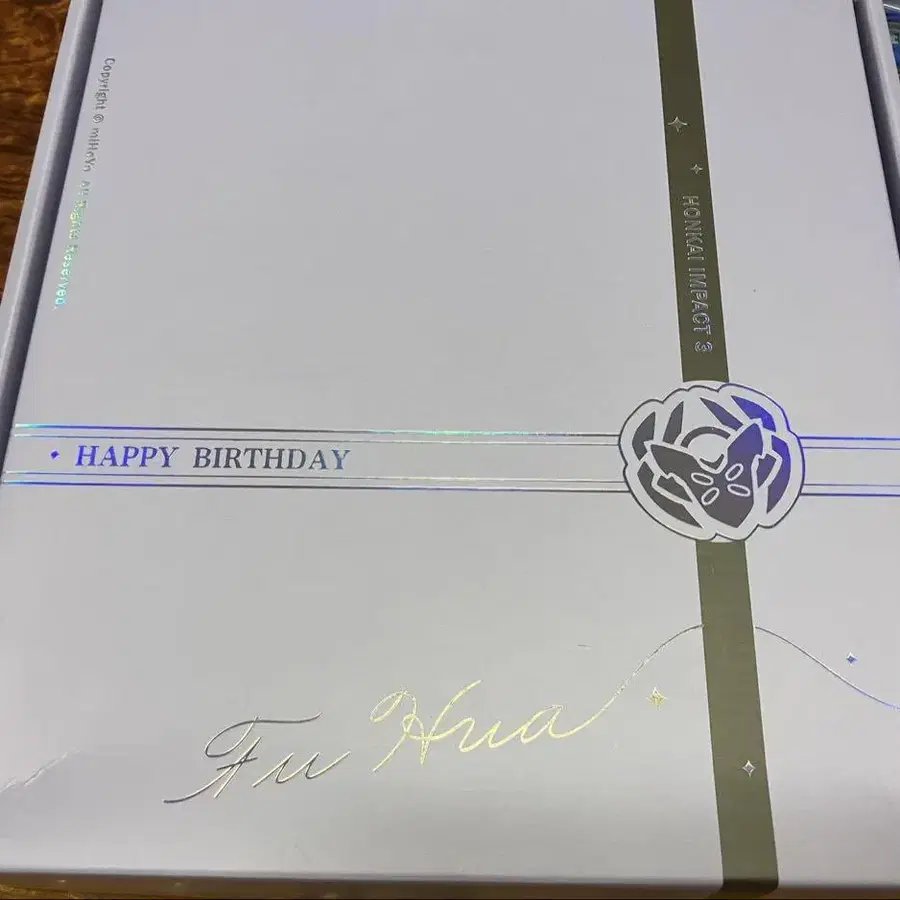 Copyright © miHoYo. All Rights Reserved.
HONKAI IMPACT 3
HAPPY BIRTHDAY
Fu Hua